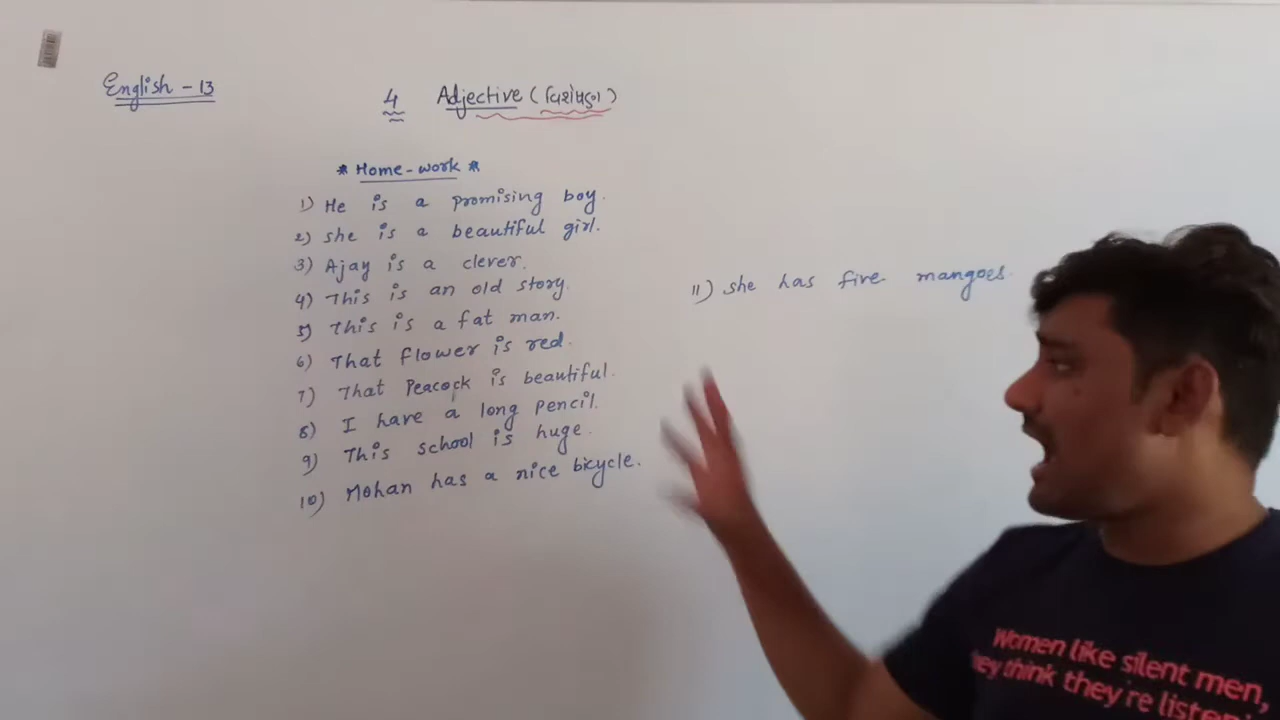 English - 13
4 Adjective (વિશેષણ)
* Home-work *
1) He is a promising boy.
2) she is a beautiful girl.
3) Ajay is a clever.
4) This is an old story.
5) This is a fat man.
6) That flower is red.
7) That Peacock is beautiful.
8) I have a long pencil.
9) This school is huge.
10) Mohan has a nice bicycle.
11) she has five mangoes.
Women like silent men,
they think they're listening